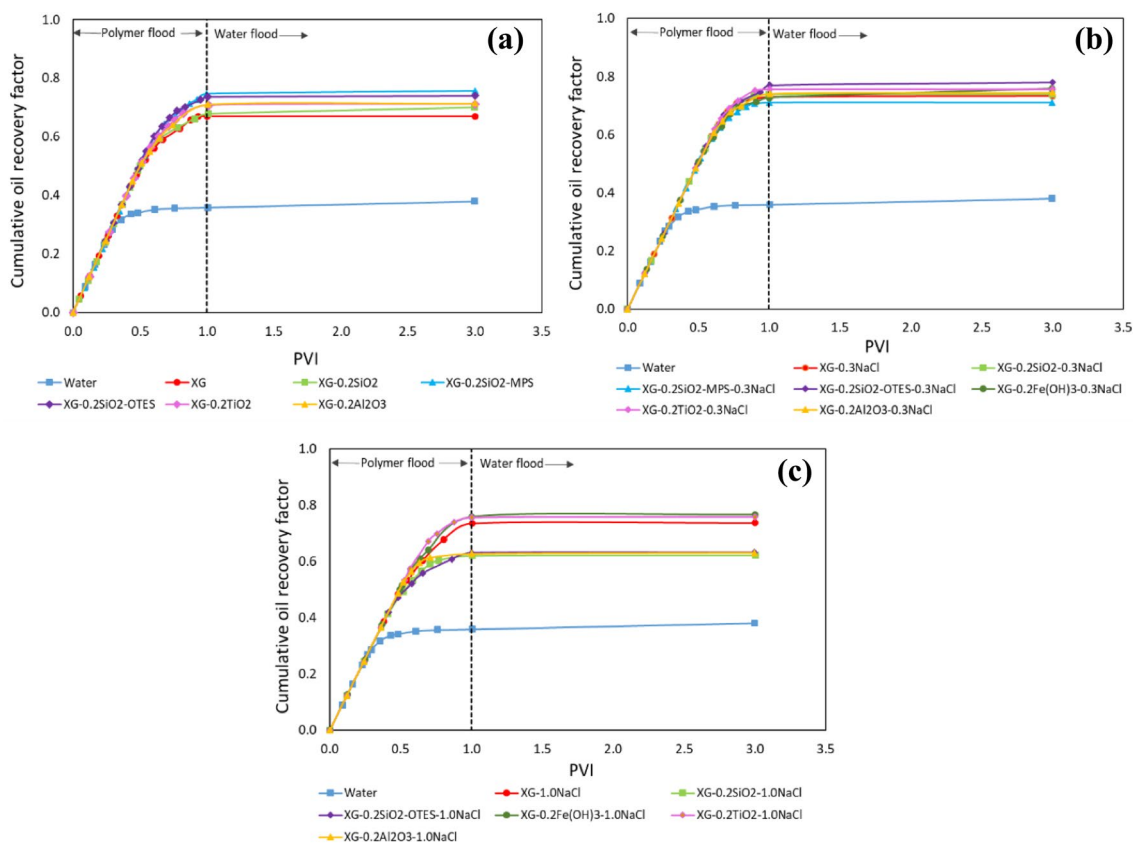 (a)
Polymer flood Water flood
Cumulative oil recovery factor
1.0
0.8
0.6
0.4
0.2
0.0
0.0 0.5 1.0 1.5 2.0 2.5 3.0 3.5
PVI
Water XG XG-0.2SiO2 XG-0.2SiO2-MPS
XG-0.2SiO2-OTES XG-0.2TiO2 XG-0.2Al2O3
(b)
Polymer flood Water flood
Cumulative oil recovery factor
1.0
0.8
0.6
0.4
0.2
0.0
0.0 0.5 1.0 1.5 2.0 2.5 3.0 3.5
PVI
Water XG-0.3NaCl XG-0.2SiO2-0.3NaCl
XG-0.2SiO2-MPS-0.3NaCl XG-0.2SiO2-OTES-0.3NaCl XG-0.2Fe(OH)3-0.3NaCl
XG-0.2TiO2-0.3NaCl XG-0.2Al2O3-0.3NaCl
(c)
Polymer flood Water flood
Cumulative oil recovery factor
1.0
0.8
0.6
0.4
0.2
0.0
0.0 0.5 1.0 1.5 2.0 2.5 3.0 3.5
PVI
Water XG-1.0NaCl XG-0.2SiO2-1.0NaCl
XG-0.2SiO2-OTES-1.0NaCl XG-0.2Fe(OH)3-1.0NaCl XG-0.2TiO2-1.0NaCl
XG-0.2Al2O3-1.0NaCl